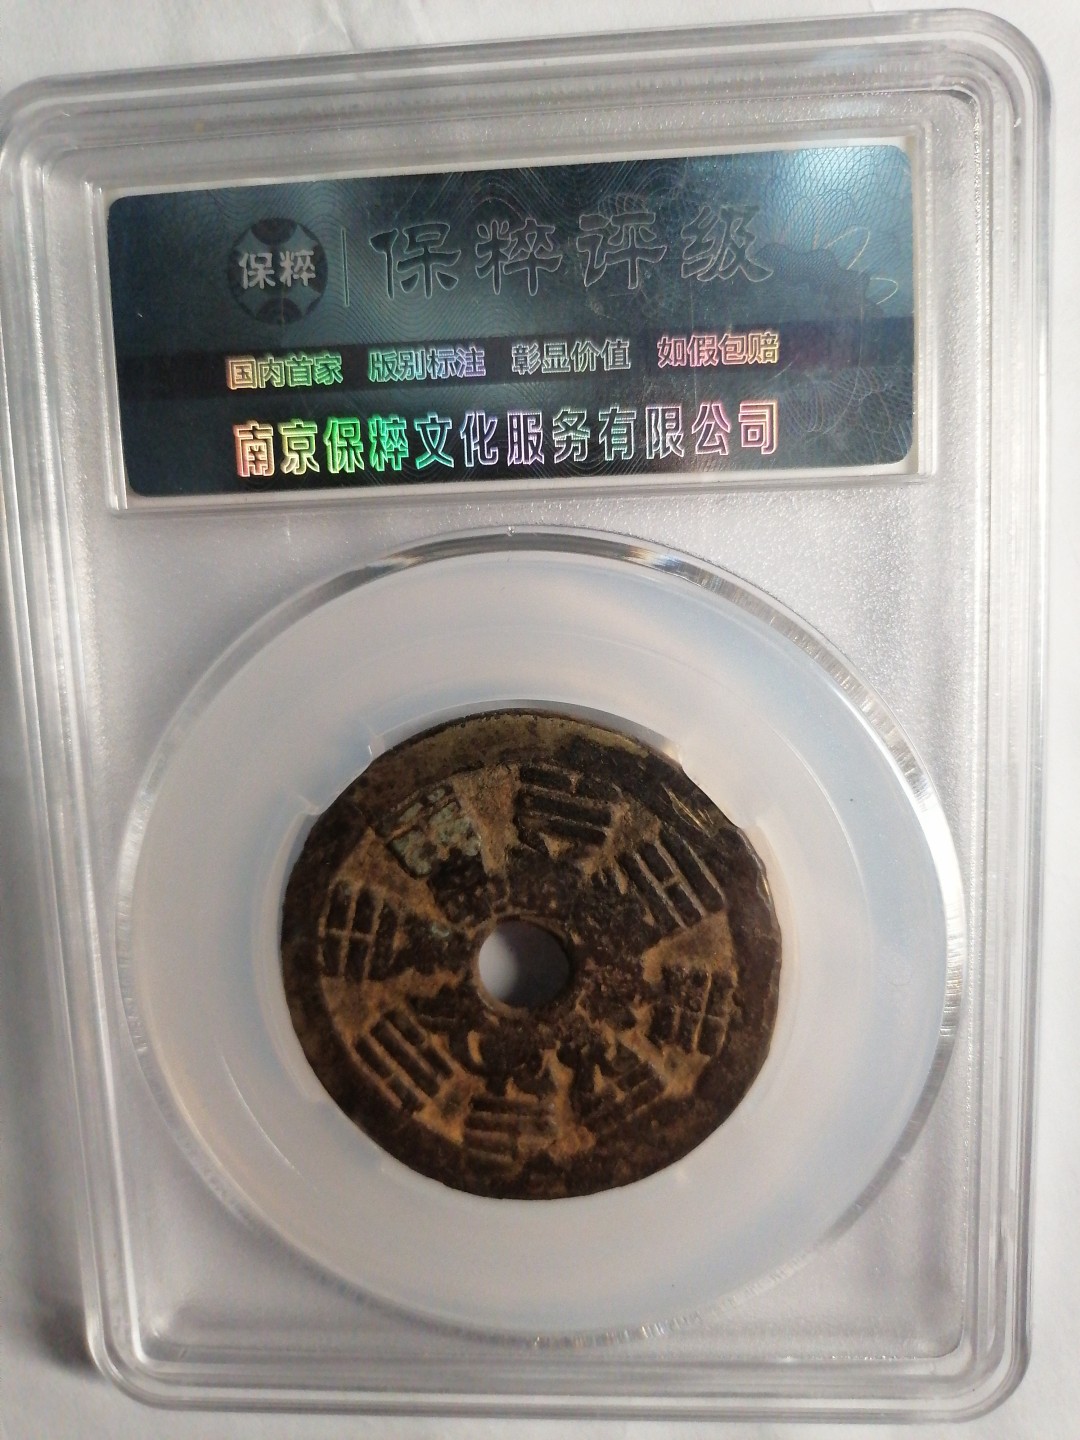 保粹 保粹评级
国内首家 版别标注 彰显价值 如假包赔
南京保粹文化服务有限公司